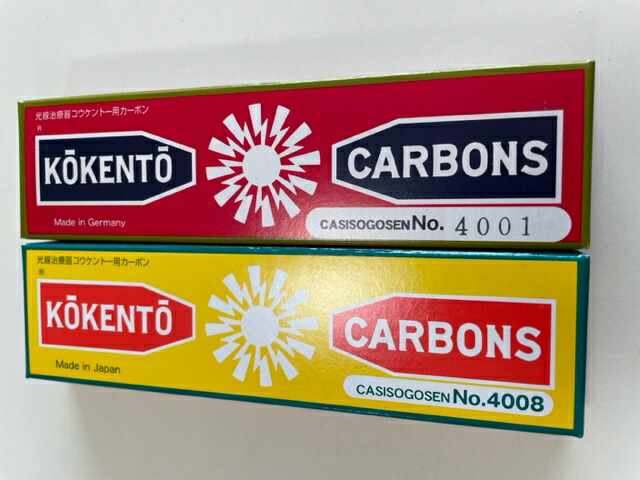 光線治療器コウケントー用カーボン
®
KŌKENTŌ
CARBONS
Made in Germany
CASISOGOSEN No. 4001
光線治療器コウケントー用カーボン
®
KŌKENTŌ
CARBONS
Made in Japan
CASISOGOSEN No.4008